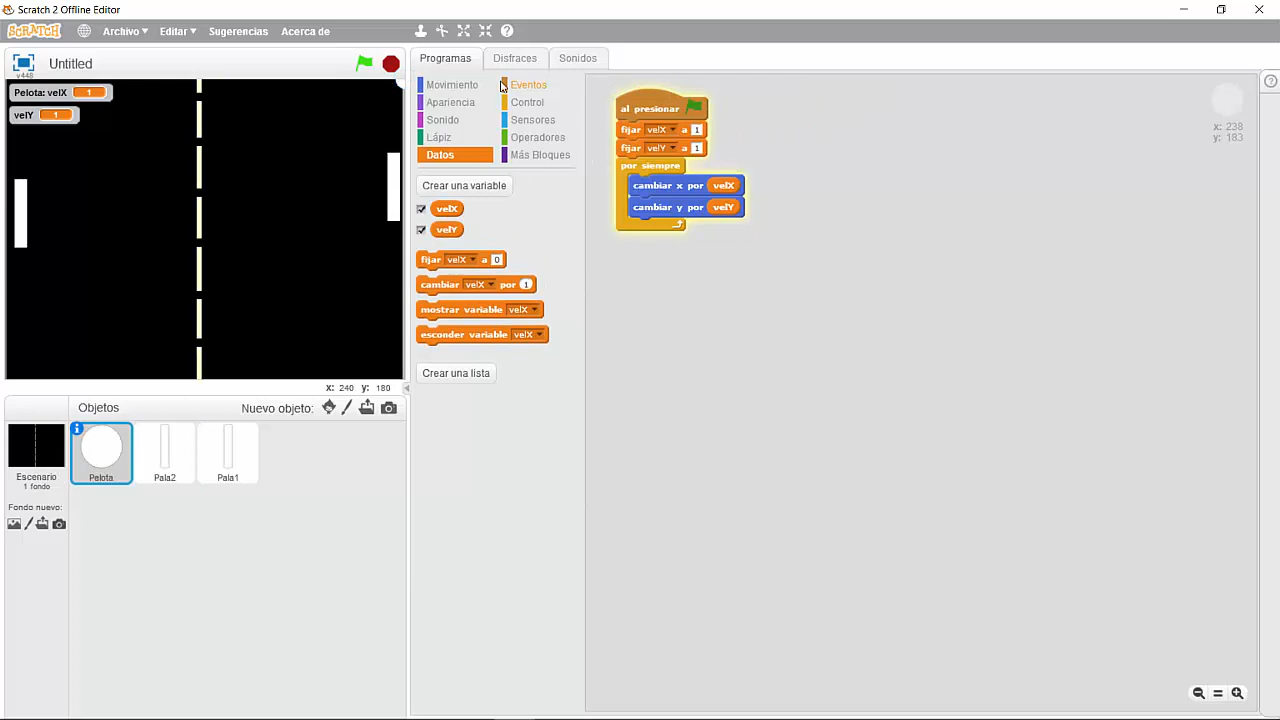 Scratch 2 Offline Editor
SCRATCH Archivo Editar Sugerencias Acerca de
v448 Untitled
Programas Disfraces Sonidos
Pelota: velX 1
velY 1
Movimiento Eventos
Apariencia Control
Sonido Sensores
Lápiz Operadores
Datos Más Bloques
Crear una variable
velX
velY
fijar velX a 0
cambiar velX por 1
mostrar variable velX
esconder variable velX
Crear una lista
al presionar
fijar velX a 1
fijar velY a 1
por siempre
cambiar x por velX
cambiar y por velY
x: 238
y: 183
x: 240 y: 180
Objetos Nuevo objeto:
Escenario
1 fondo
Fondo nuevo:
Pelota Pala2 Pala1